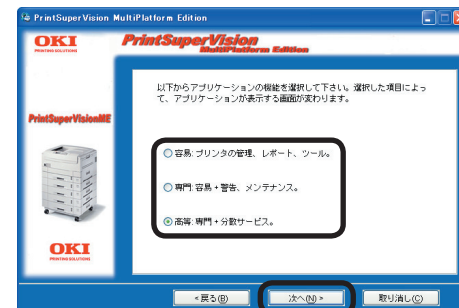 PrintSuperVision MultiPlatform Edition
OKI
PRINTING SOLUTIONS
PrintSuperVision
MultiPlatform Edition
以下からアプリケーションの機能を選択して下さい。選択した項目によっ
て、アプリケーションが表示する画面が変わります。
PrintSuperVisionME
容易: プリンタの管理、レポート、ツール。
専門: 容易 + 警告、メンテナンス。
高等: 専門 + 分散サービス。
OKI
PRINTING SOLUTIONS
< 戻る(B)
次へ(N) >
取り消し(C)